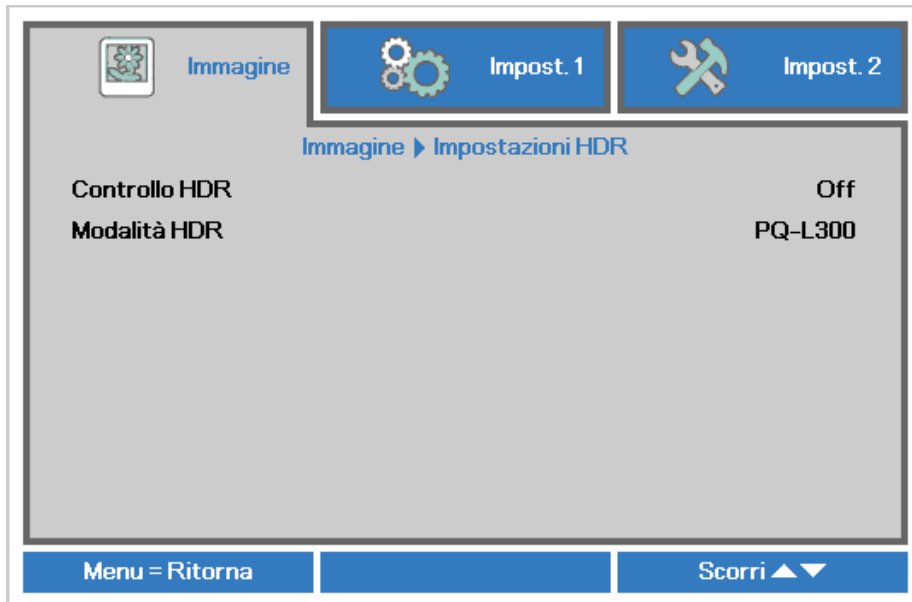 Immagine
Impost. 1
Impost. 2
Immagine ▶ Impostazioni HDR
Controllo HDR Off
Modalità HDR PQ-L300
Menu = Ritorna
Scorri ▲▼